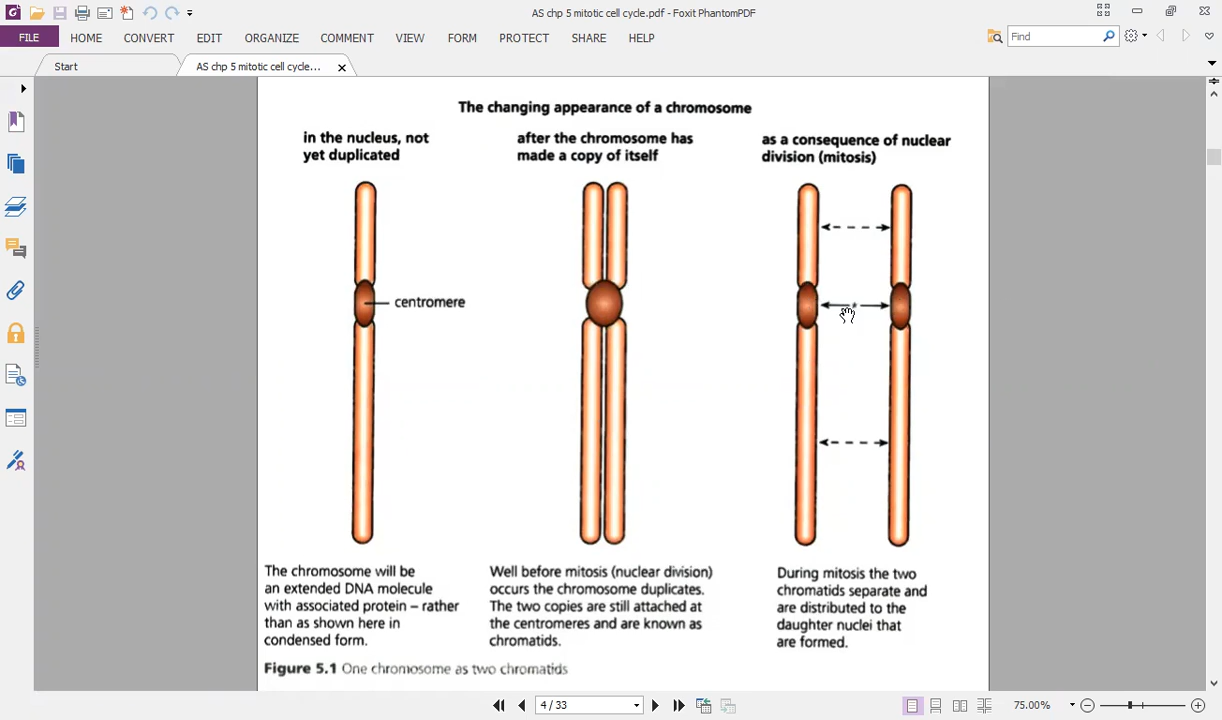 AS chp 5 mitotic cell cycle.pdf - Foxit PhantomPDF
FILE HOME CONVERT EDIT ORGANIZE COMMENT VIEW FORM PROTECT SHARE HELP
Find
Start
AS chp 5 mitotic cell cycle...
The changing appearance of a chromosome
in the nucleus, not
yet duplicated
after the chromosome has
made a copy of itself
as a consequence of nuclear
division (mitosis)
centromere
The chromosome will be
an extended DNA molecule
with associated protein – rather
than as shown here in
condensed form.
Well before mitosis (nuclear division)
occurs the chromosome duplicates.
The two copies are still attached at
the centromeres and are known as
chromatids.
During mitosis the two
chromatids separate and
are distributed to the
daughter nuclei that
are formed.
Figure 5.1 One chromosome as two chromatids
4 / 33
75.00%